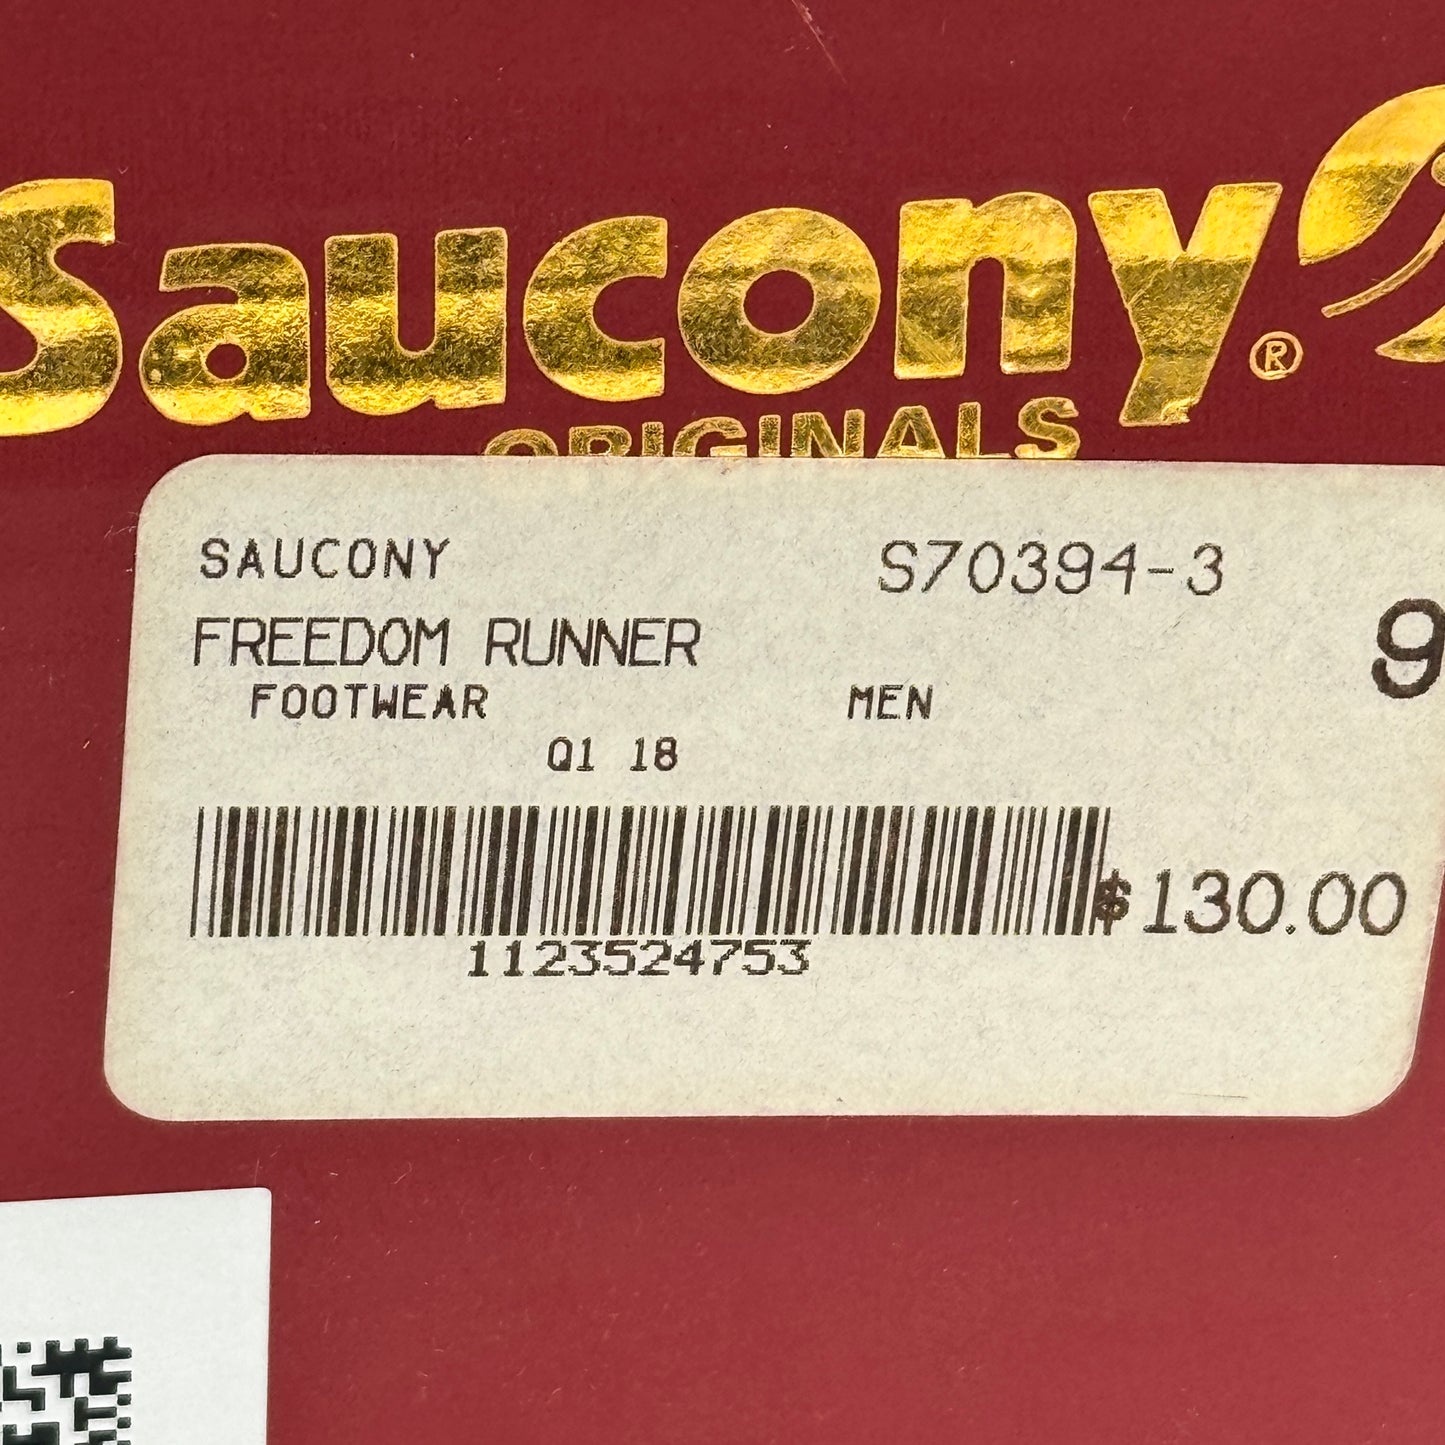 Saucony®
ORIGINALS
SAUCONY S70394-3
FREEDOM RUNNER 9
FOOTWEAR MEN
Q1 18
$130.00
1123524753